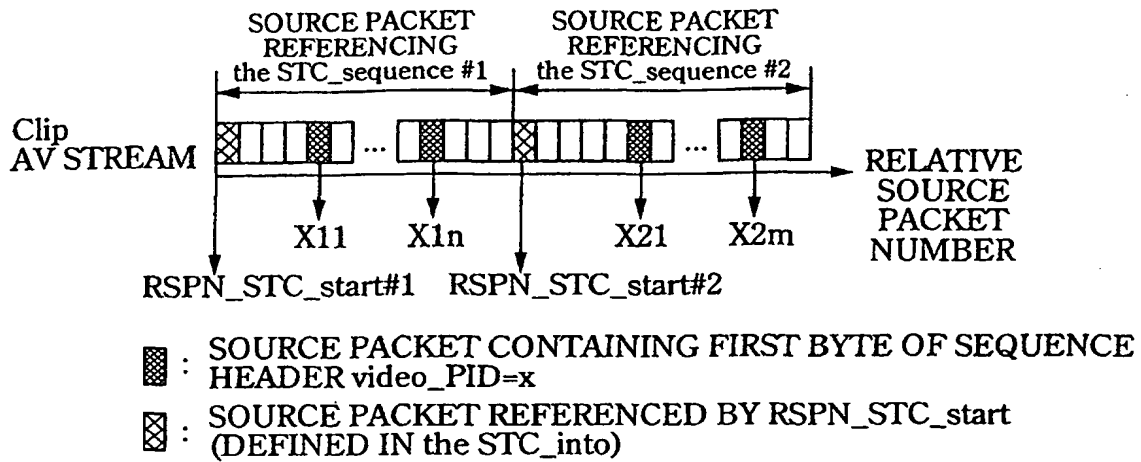 SOURCE PACKET
REFERENCING
the STC_sequence #1
SOURCE PACKET
REFERENCING
the STC_sequence #2
Clip
AV STREAM
...
...
RELATIVE
SOURCE
PACKET
NUMBER
X11
X1n
X21
X2m
RSPN_STC_start#1
RSPN_STC_start#2
: SOURCE PACKET CONTAINING FIRST BYTE OF SEQUENCE
HEADER video_PID=x
: SOURCE PACKET REFERENCED BY RSPN_STC_start
(DEFINED IN the STC_into)